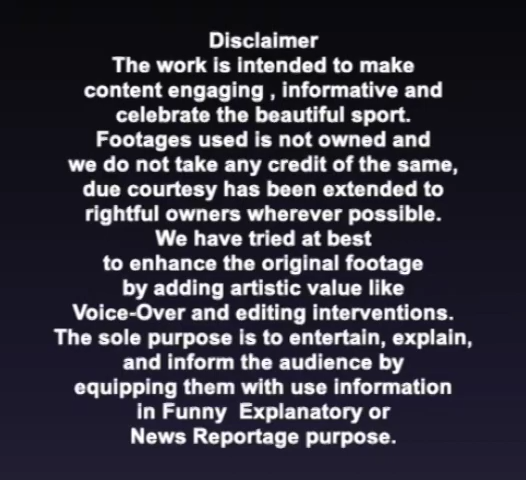 Disclaimer
The work is intended to make
content engaging , informative and
celebrate the beautiful sport.
Footages used is not owned and
we do not take any credit of the same,
due courtesy has been extended to
rightful owners wherever possible.
We have tried at best
to enhance the original footage
by adding artistic value like
Voice-Over and editing interventions.
The sole purpose is to entertain, explain,
and inform the audience by
equipping them with use information
in Funny  Explanatory or
News Reportage purpose.